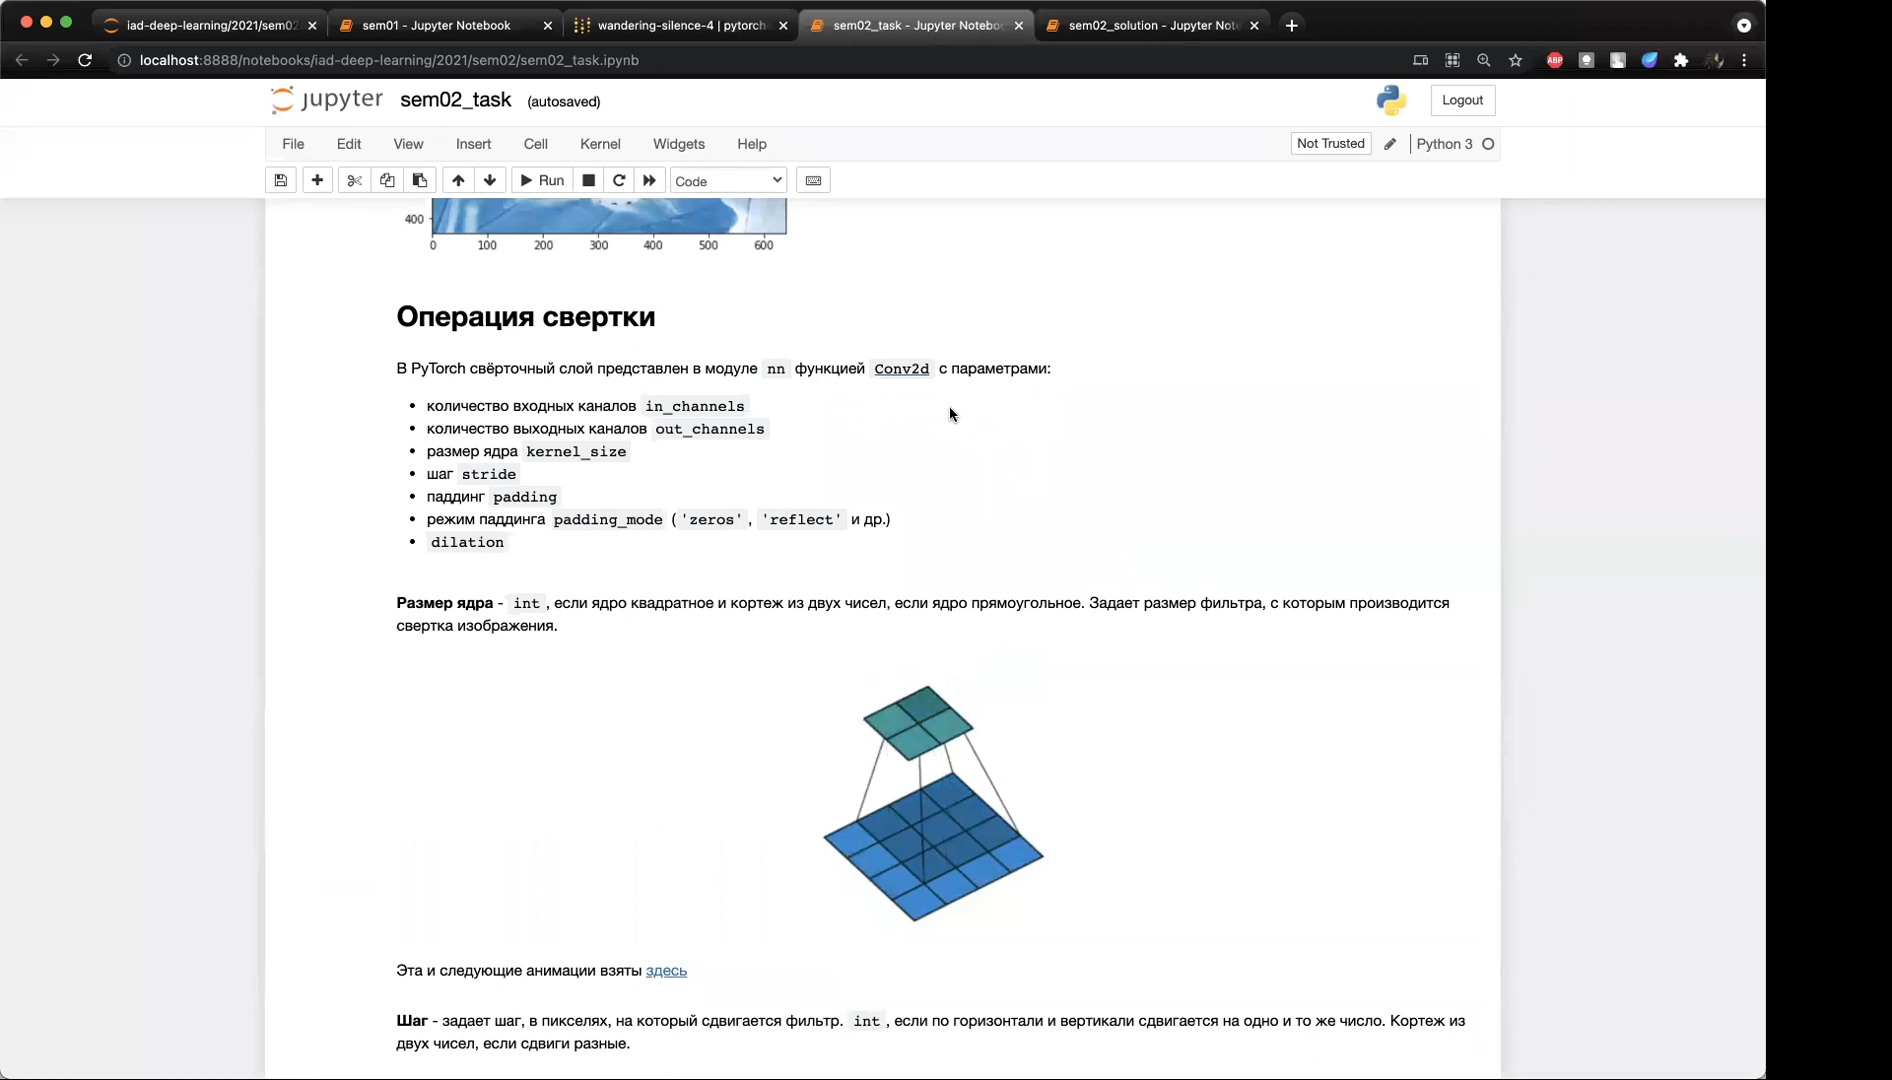 iad-deep-learning/2021/sem02
sem01 - Jupyter Notebook
wandering-silence-4 | pytorch-
sem02_task - Jupyter Noteboo
sem02_solution - Jupyter Note
localhost:8888/notebooks/iad-deep-learning/2021/sem02/sem02_task.ipynb
ABP
jupyter sem02_task (autosaved)
Logout
File Edit View Insert Cell Kernel Widgets Help
Not Trusted
Python 3
Run
Code
400
0 100 200 300 400 500 600
Операция свертки
В PyTorch свёрточный слой представлен в модуле nn функцией Conv2d с параметрами:
• количество входных каналов in_channels
• количество выходных каналов out_channels
• размер ядра kernel_size
• шаг stride
• паддинг padding
• режим паддинга padding_mode ( 'zeros' , 'reflect' и др.)
• dilation
Размер ядра - int , если ядро квадратное и кортеж из двух чисел, если ядро прямоугольное. Задает размер фильтра, с которым производится
свертка изображения.
Эта и следующие анимации взяты здесь
Шаг - задает шаг, в пикселях, на который сдвигается фильтр. int , если по горизонтали и вертикали сдвигается на одно и то же число. Кортеж из
двух чисел, если сдвиги разные.